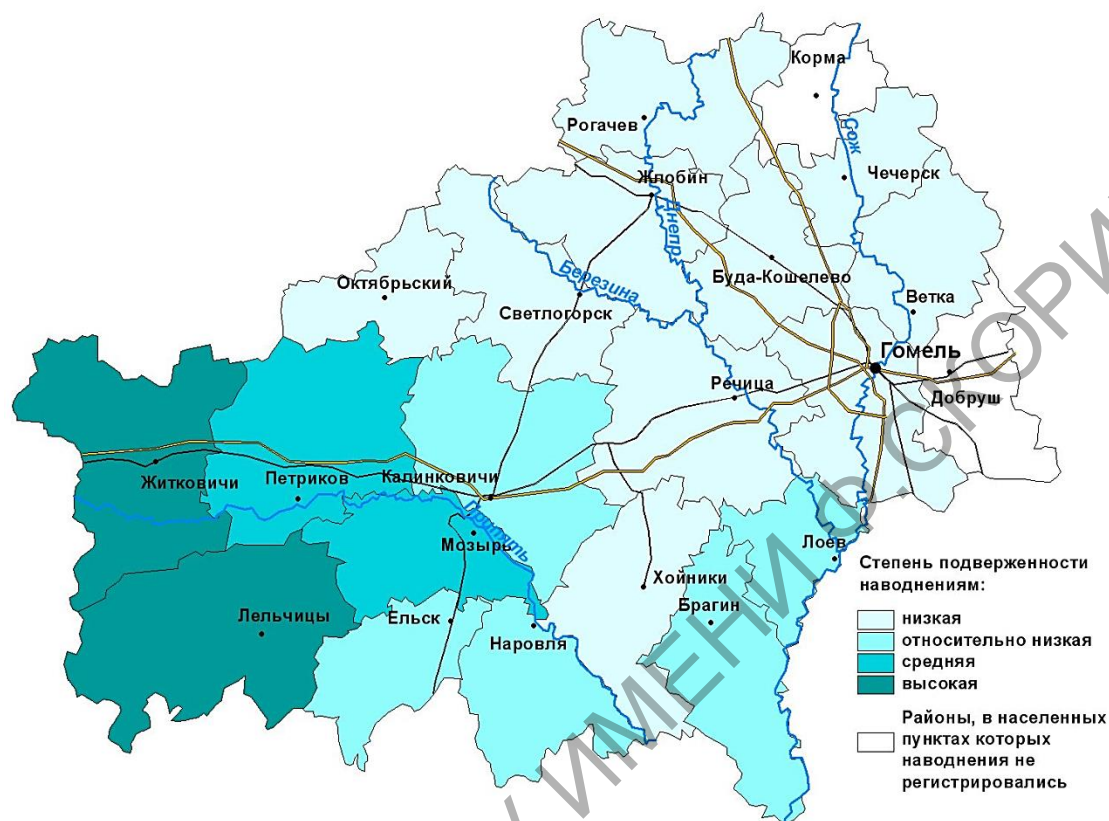 Корма
Сож
Рогачев
Чечерск
Жлобин
Днепр
Буда-Кошелево
Октябрьский
Березина
Светлогорск
Ветка
Гомель
Речица
Добруш
Житковичи
Петриков
Калинковичи
Припять
Мозырь
Лоев
Хойники
Брагин
Лельчицы
Ельск
Наровля
Степень подверженности
наводнениям:
низкая
относительно низкая
средняя
высокая
Районы, в населенных
пунктах которых
наводнения не
регистрировались
ИМЕНИ Ф. СКОРИ